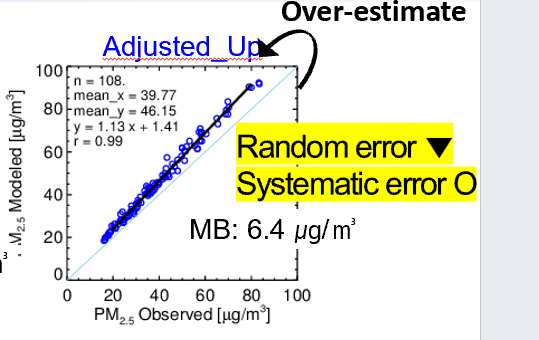 Over-estimate
Adjusted_Up
100
n = 108.
mean_x = 39.77
80
mean_y = 46.15
y = 1.13 x + 1.41
r = 0.99
60
Random error ▼
Systematic error O
40
MB: 6.4 µg/m³
20
0
Modeled [µg/m³]
m³
0 20 40 60 80 100
PM2.5 Observed [µg/m³]